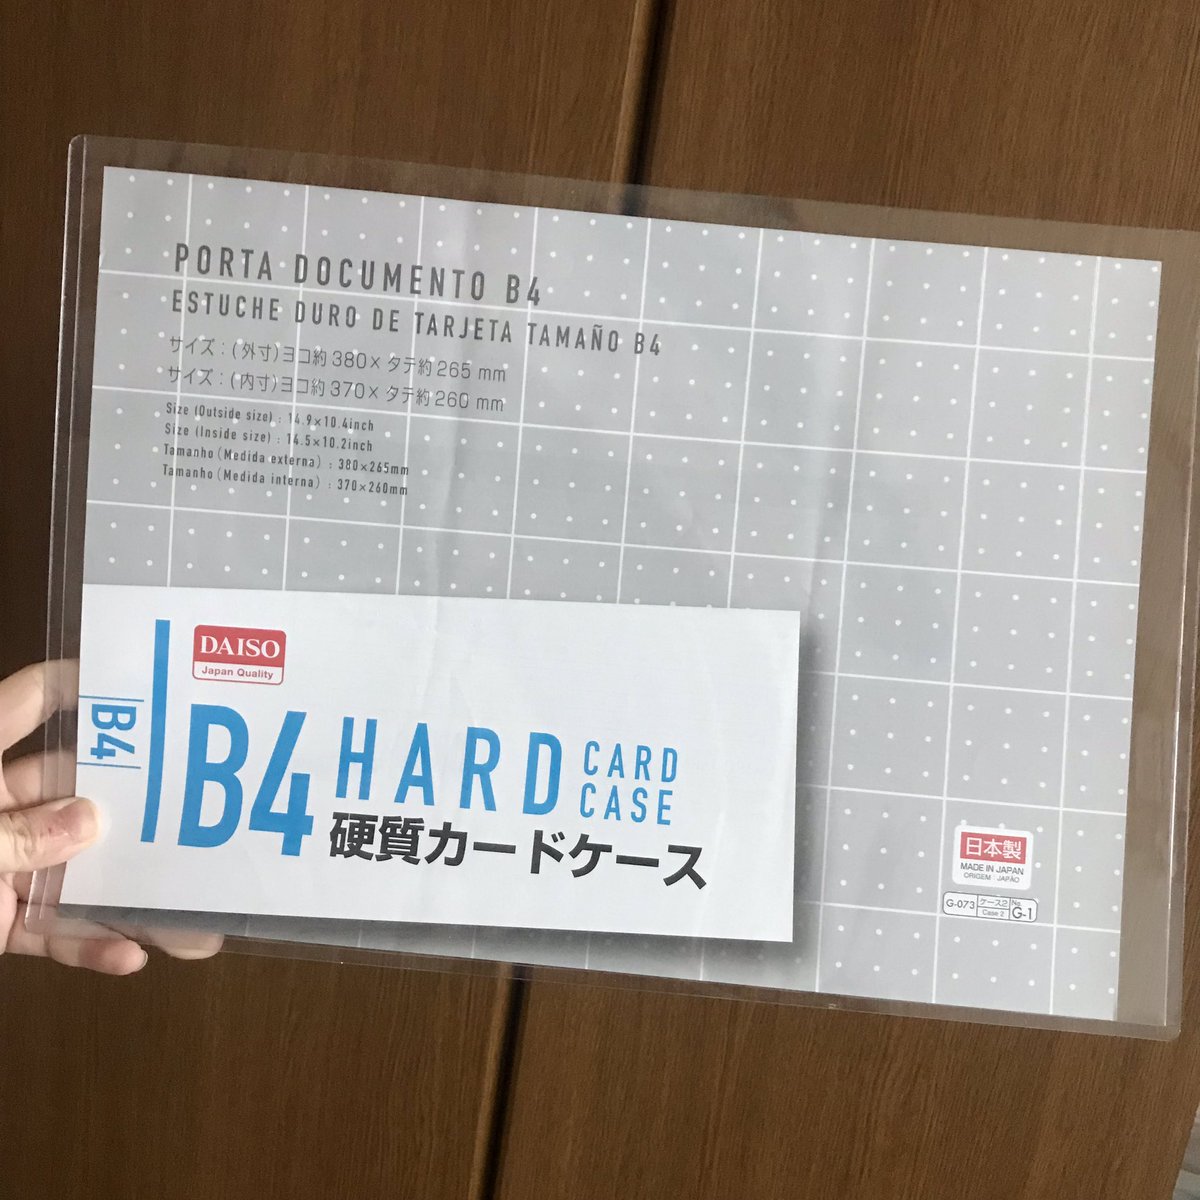 PORTA DOCUMENTO B4
ESTUCHE DURO DE TARJETA TAMAÑO B4
サイズ：(外寸)ヨコ約380×タテ約265 mm
サイズ：(内寸)ヨコ約370×タテ約260 mm
Size (Outside size) : 14.9×10.4inch
Size (Inside size) : 14.5×10.2inch
Tamanho (Medida externa) : 380×265mm
Tamanho (Medida interna) : 370×260mm
DAISO
Japan Quality
B4
B4 HARD CARD CASE
硬質カードケース
日本製
MADE IN JAPAN
ORIGEM JAPÃO
G-073 ケース2 Case 2 No. G-1